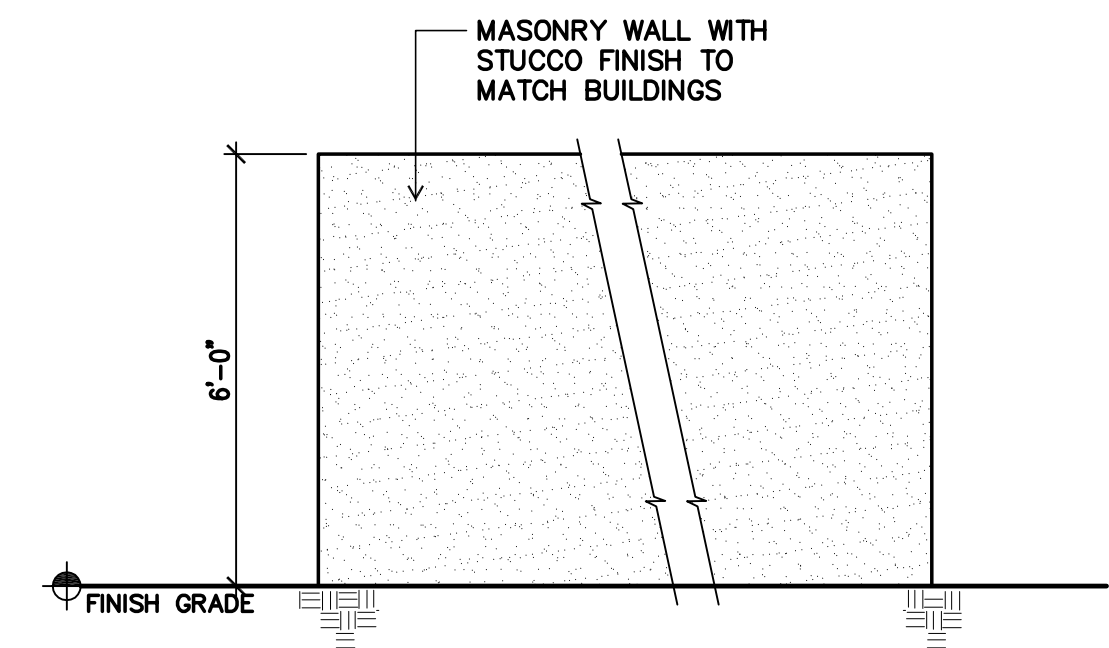 MASONRY WALL WITH
STUCCO FINISH TO
MATCH BUILDINGS
6'-0"
FINISH GRADE